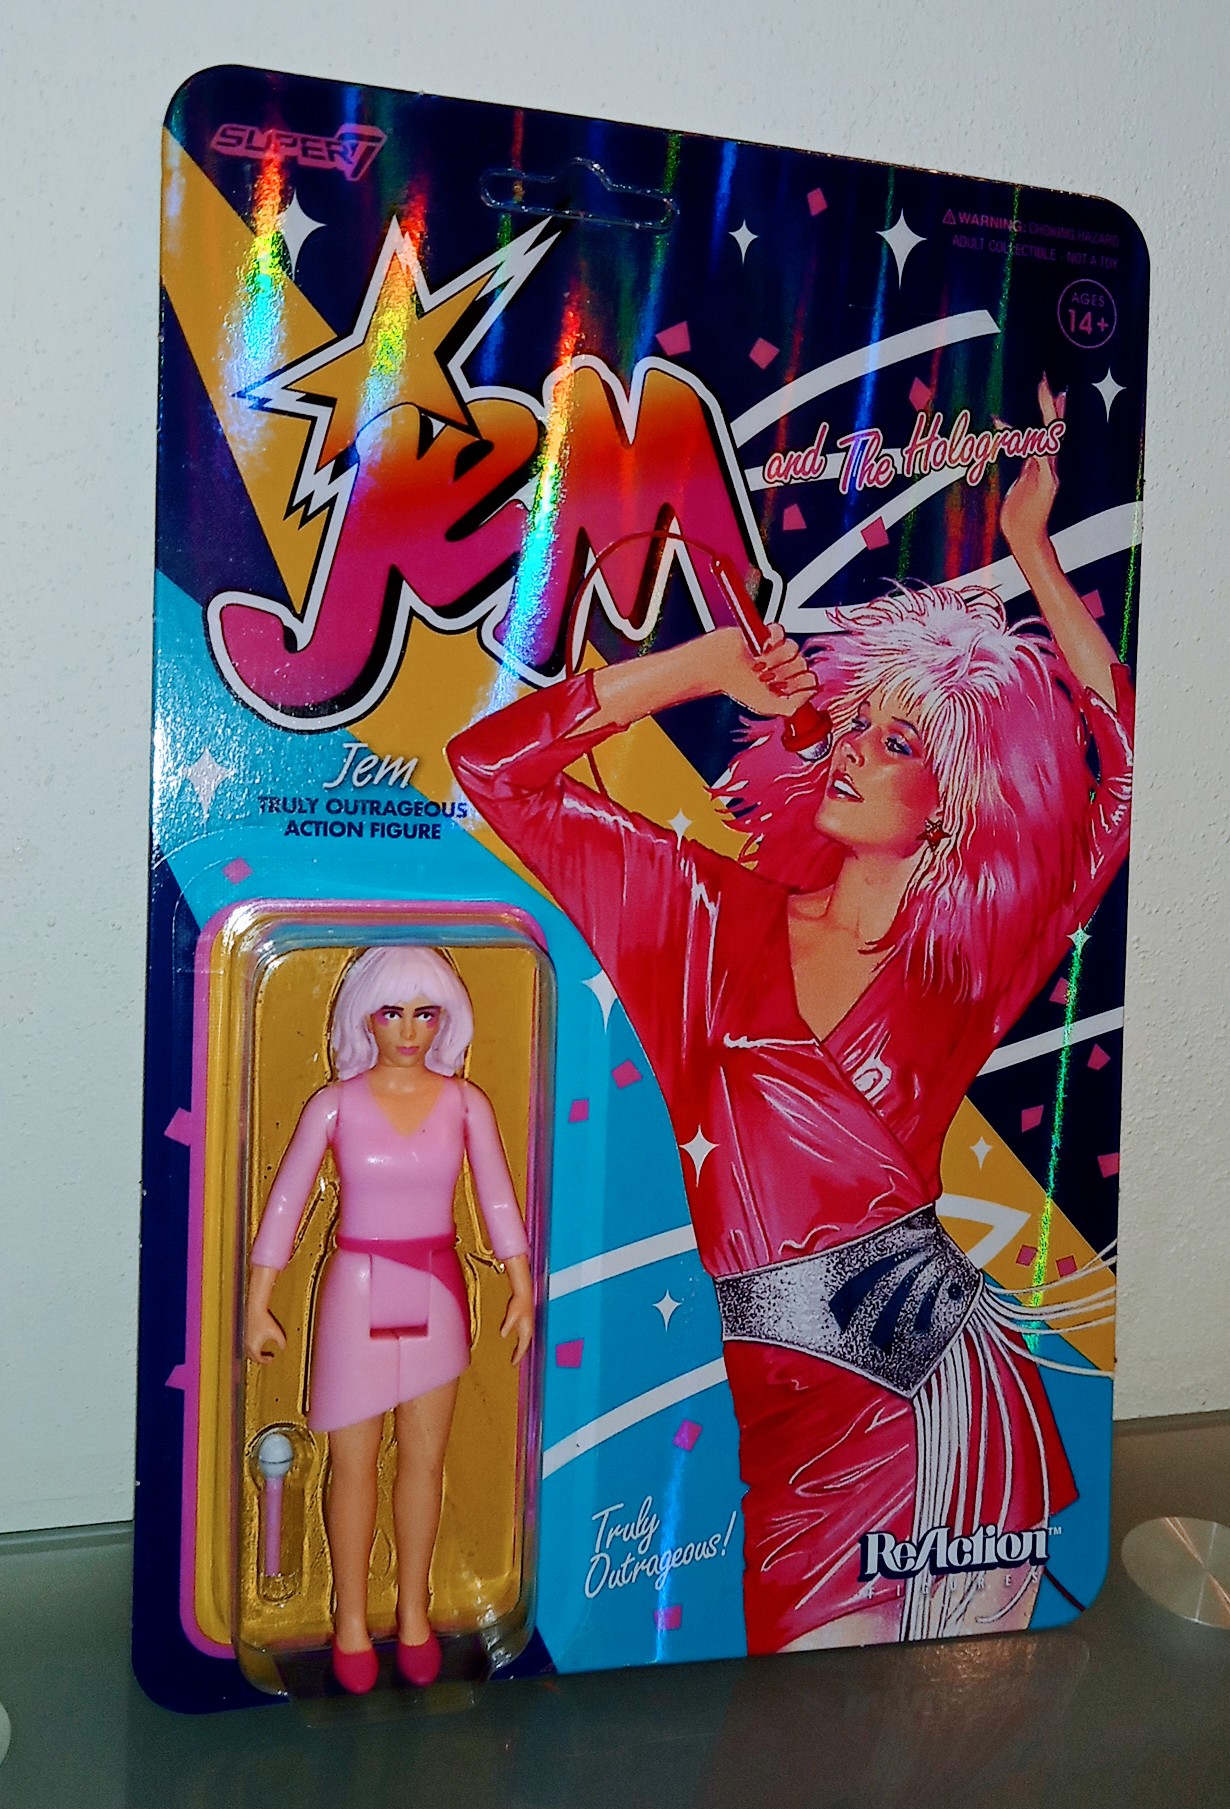 SUPER7
⚠ WARNING: CHOKING HAZARD
ADULT COLLECTIBLE - NOT A TOY
AGES
14+
Jem
and The Holograms
Jem
TRULY OUTRAGEOUS
ACTION FIGURE
Truly
Outrageous!
ReAction™
FIGURES